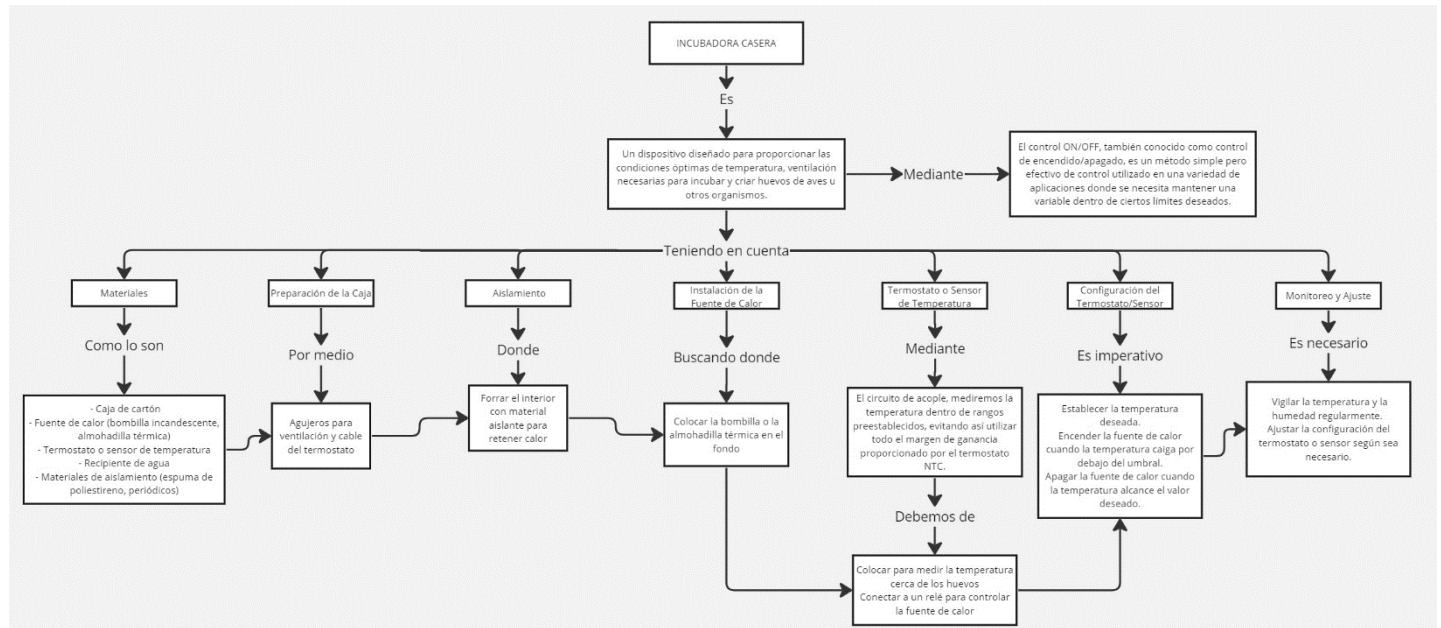 INCUBADORA CASERA
Es
Un dispositivo diseñado para proporcionar las
condiciones óptimas de temperatura, ventilación
necesarias para incubar y criar huevos de aves u
otros organismos.
Mediante
El control ON/OFF, también conocido como control
de encendido/apagado, es un método simple pero
efectivo de control utilizado en una variedad de
aplicaciones donde se necesita mantener una
variable dentro de ciertos límites deseados.
Teniendo en cuenta
Materiales
Como lo son
- Caja de cartón
- Fuente de calor (bombilla incandescente,
almohadilla térmica)
- Termostato o sensor de temperatura
- Recipiente de agua
- Materiales de aislamiento (espuma de
poliestireno, periódicos)
Preparación de la Caja
Por medio
Agujeros para
ventilación y cable
del termostato
Aislamiento
Donde
Forrar el interior
con material
aislante para
retener calor
Instalación de la
Fuente de Calor
Buscando donde
Colocar la bombilla o la
almohadilla térmica en el
fondo
Termostato o Sensor
de Temperatura
Mediante
El circuito de acople, mediremos la
temperatura dentro de rangos
preestablecidos, evitando así utilizar
todo el margen de ganancia
proporcionado por el termostato
NTC.
Debemos de
Colocar para medir la temperatura
cerca de los huevos
Conectar a un relé para controlar
la fuente de calor
Configuración del
Termostato/Sensor
Es imperativo
Establecer la temperatura
deseada.
Encender la fuente de calor
cuando la temperatura caiga por
debajo del umbral.
Apagar la fuente de calor cuando
la temperatura alcance el valor
deseado.
Monitoreo y Ajuste
Es necesario
Vigilar la temperatura y la
humedad regularmente.
Ajustar la configuración del
termostato o sensor según sea
necesario.